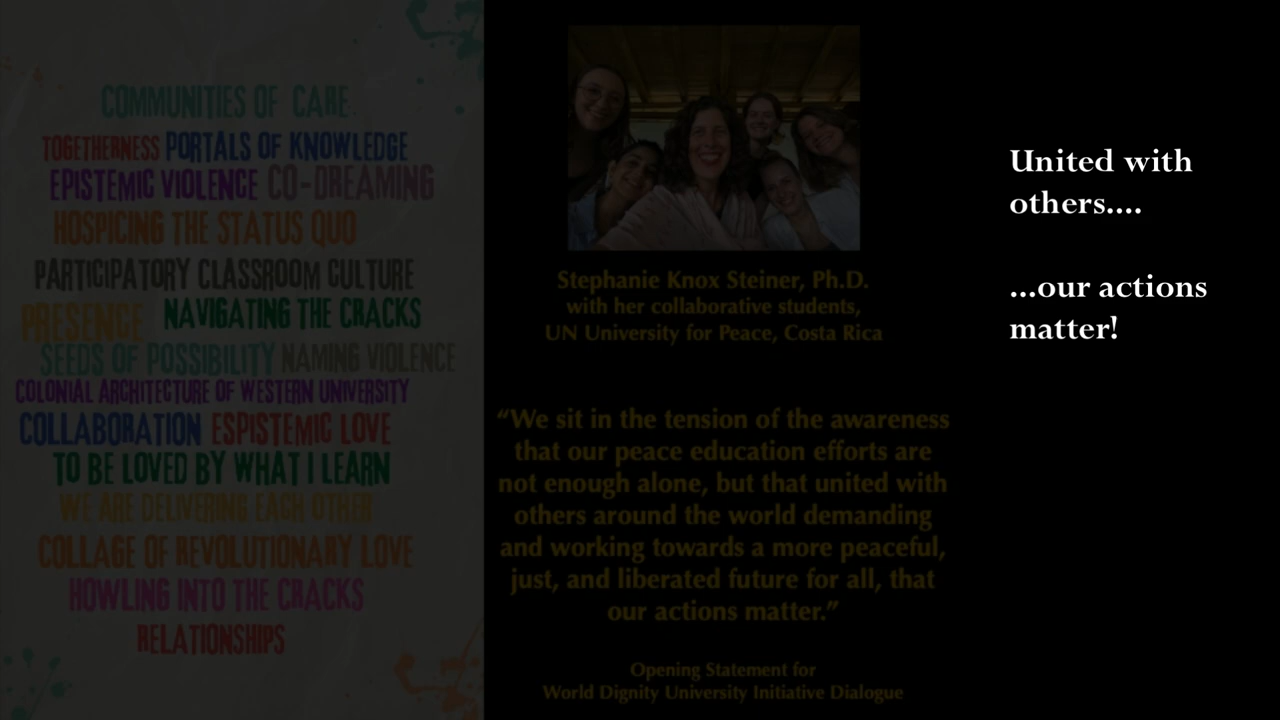 COMMUNITIES OF CARE
TOGETHERNESS PORTALS OF KNOWLEDGE
EPISTEMIC VIOLENCE CO-DREAMING
HOSPICING THE STATUS QUO
PARTICIPATORY CLASSROOM CULTURE
PRESENCE NAVIGATING THE CRACKS
SEEDS OF POSSIBILITY NAMING VIOLENCE
COLONIAL ARCHITECTURE OF WESTERN UNIVERSITY
COLLABORATION ESPISTEMIC LOVE
TO BE LOVED BY WHAT I LEARN
WE ARE DELIVERING EACH OTHER
COLLAGE OF REVOLUTIONARY LOVE
HOWLING INTO THE CRACKS
RELATIONSHIPS
Stephanie Knox Steiner, Ph.D.
with her collaborative students,
UN University for Peace, Costa Rica
“We sit in the tension of the awareness
that our peace education efforts are
not enough alone, but that united with
others around the world demanding
and working towards a more peaceful,
just, and liberated future for all, that
our actions matter.”
Opening Statement for
World Dignity University Initiative Dialogue
United with
others....
...our actions
matter!